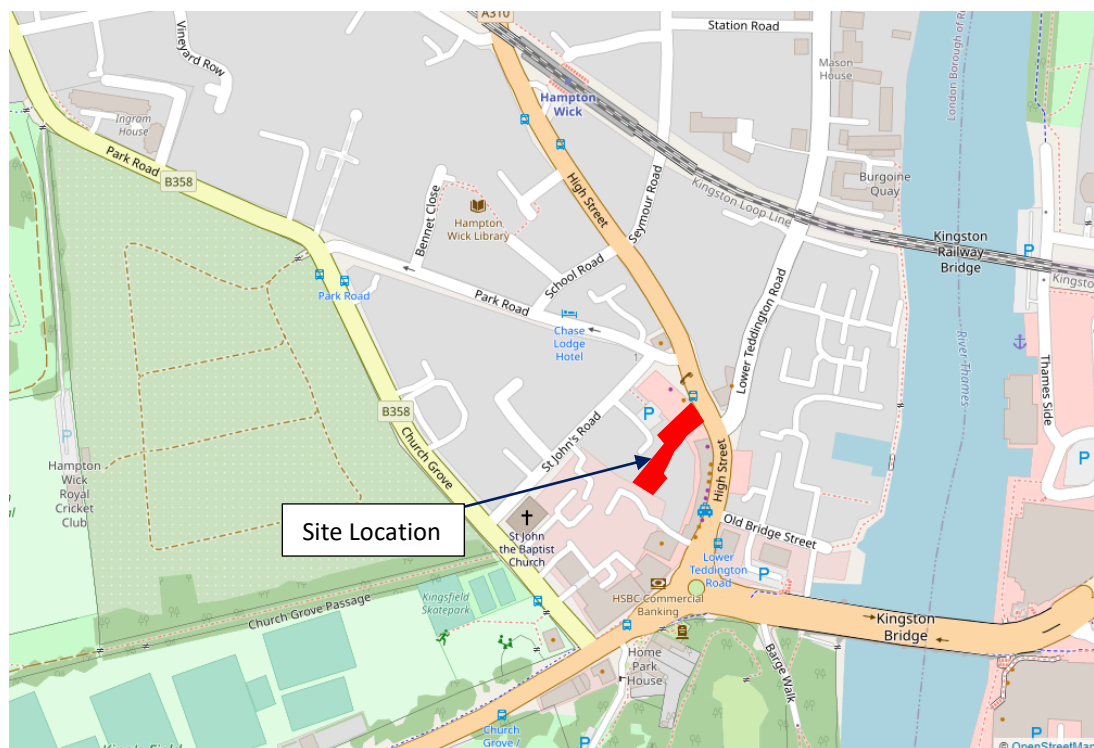 A310
Station Road
Vineyard Row
Mason
House
London Borough of
Hampton
Wick
Ingram
House
Park Road
B358
High Street
Kingston Loop Line
Burgoine
Quay
Seymour Road
Bennet Close
Hampton
Wick Library
Kingston
Railway
Bridge
P
School Road
Park Road
Park Road
Lower Teddington Road
River Thames
Chase
Lodge
Hotel
1
Thames Side
B358
P
St John's Road
Church Grove
High Street
P
P
Hampton
Wick
Royal
Cricket
Club
Site Location
St John
the Baptist
Church
Old Bridge Street
Lower
Teddington
Road
P
Kingsfield
Skatepark
HSBC Commercial
Banking
Church Grove Passage
Kingston
Bridge
Home
Park
House
Barge Walk
Church
Grove /
P
P
© OpenStreetMap